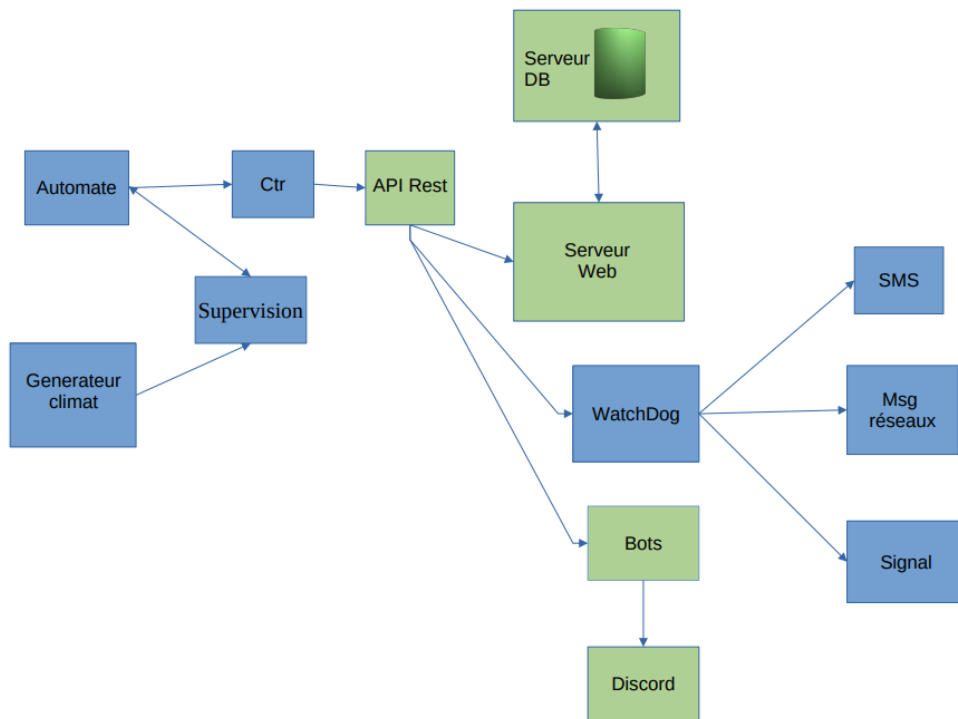 Serveur
DB
Automate
Ctr
API Rest
Serveur
Web
SMS
Supervision
Generateur
climat
WatchDog
Msg
réseaux
Bots
Signal
Discord